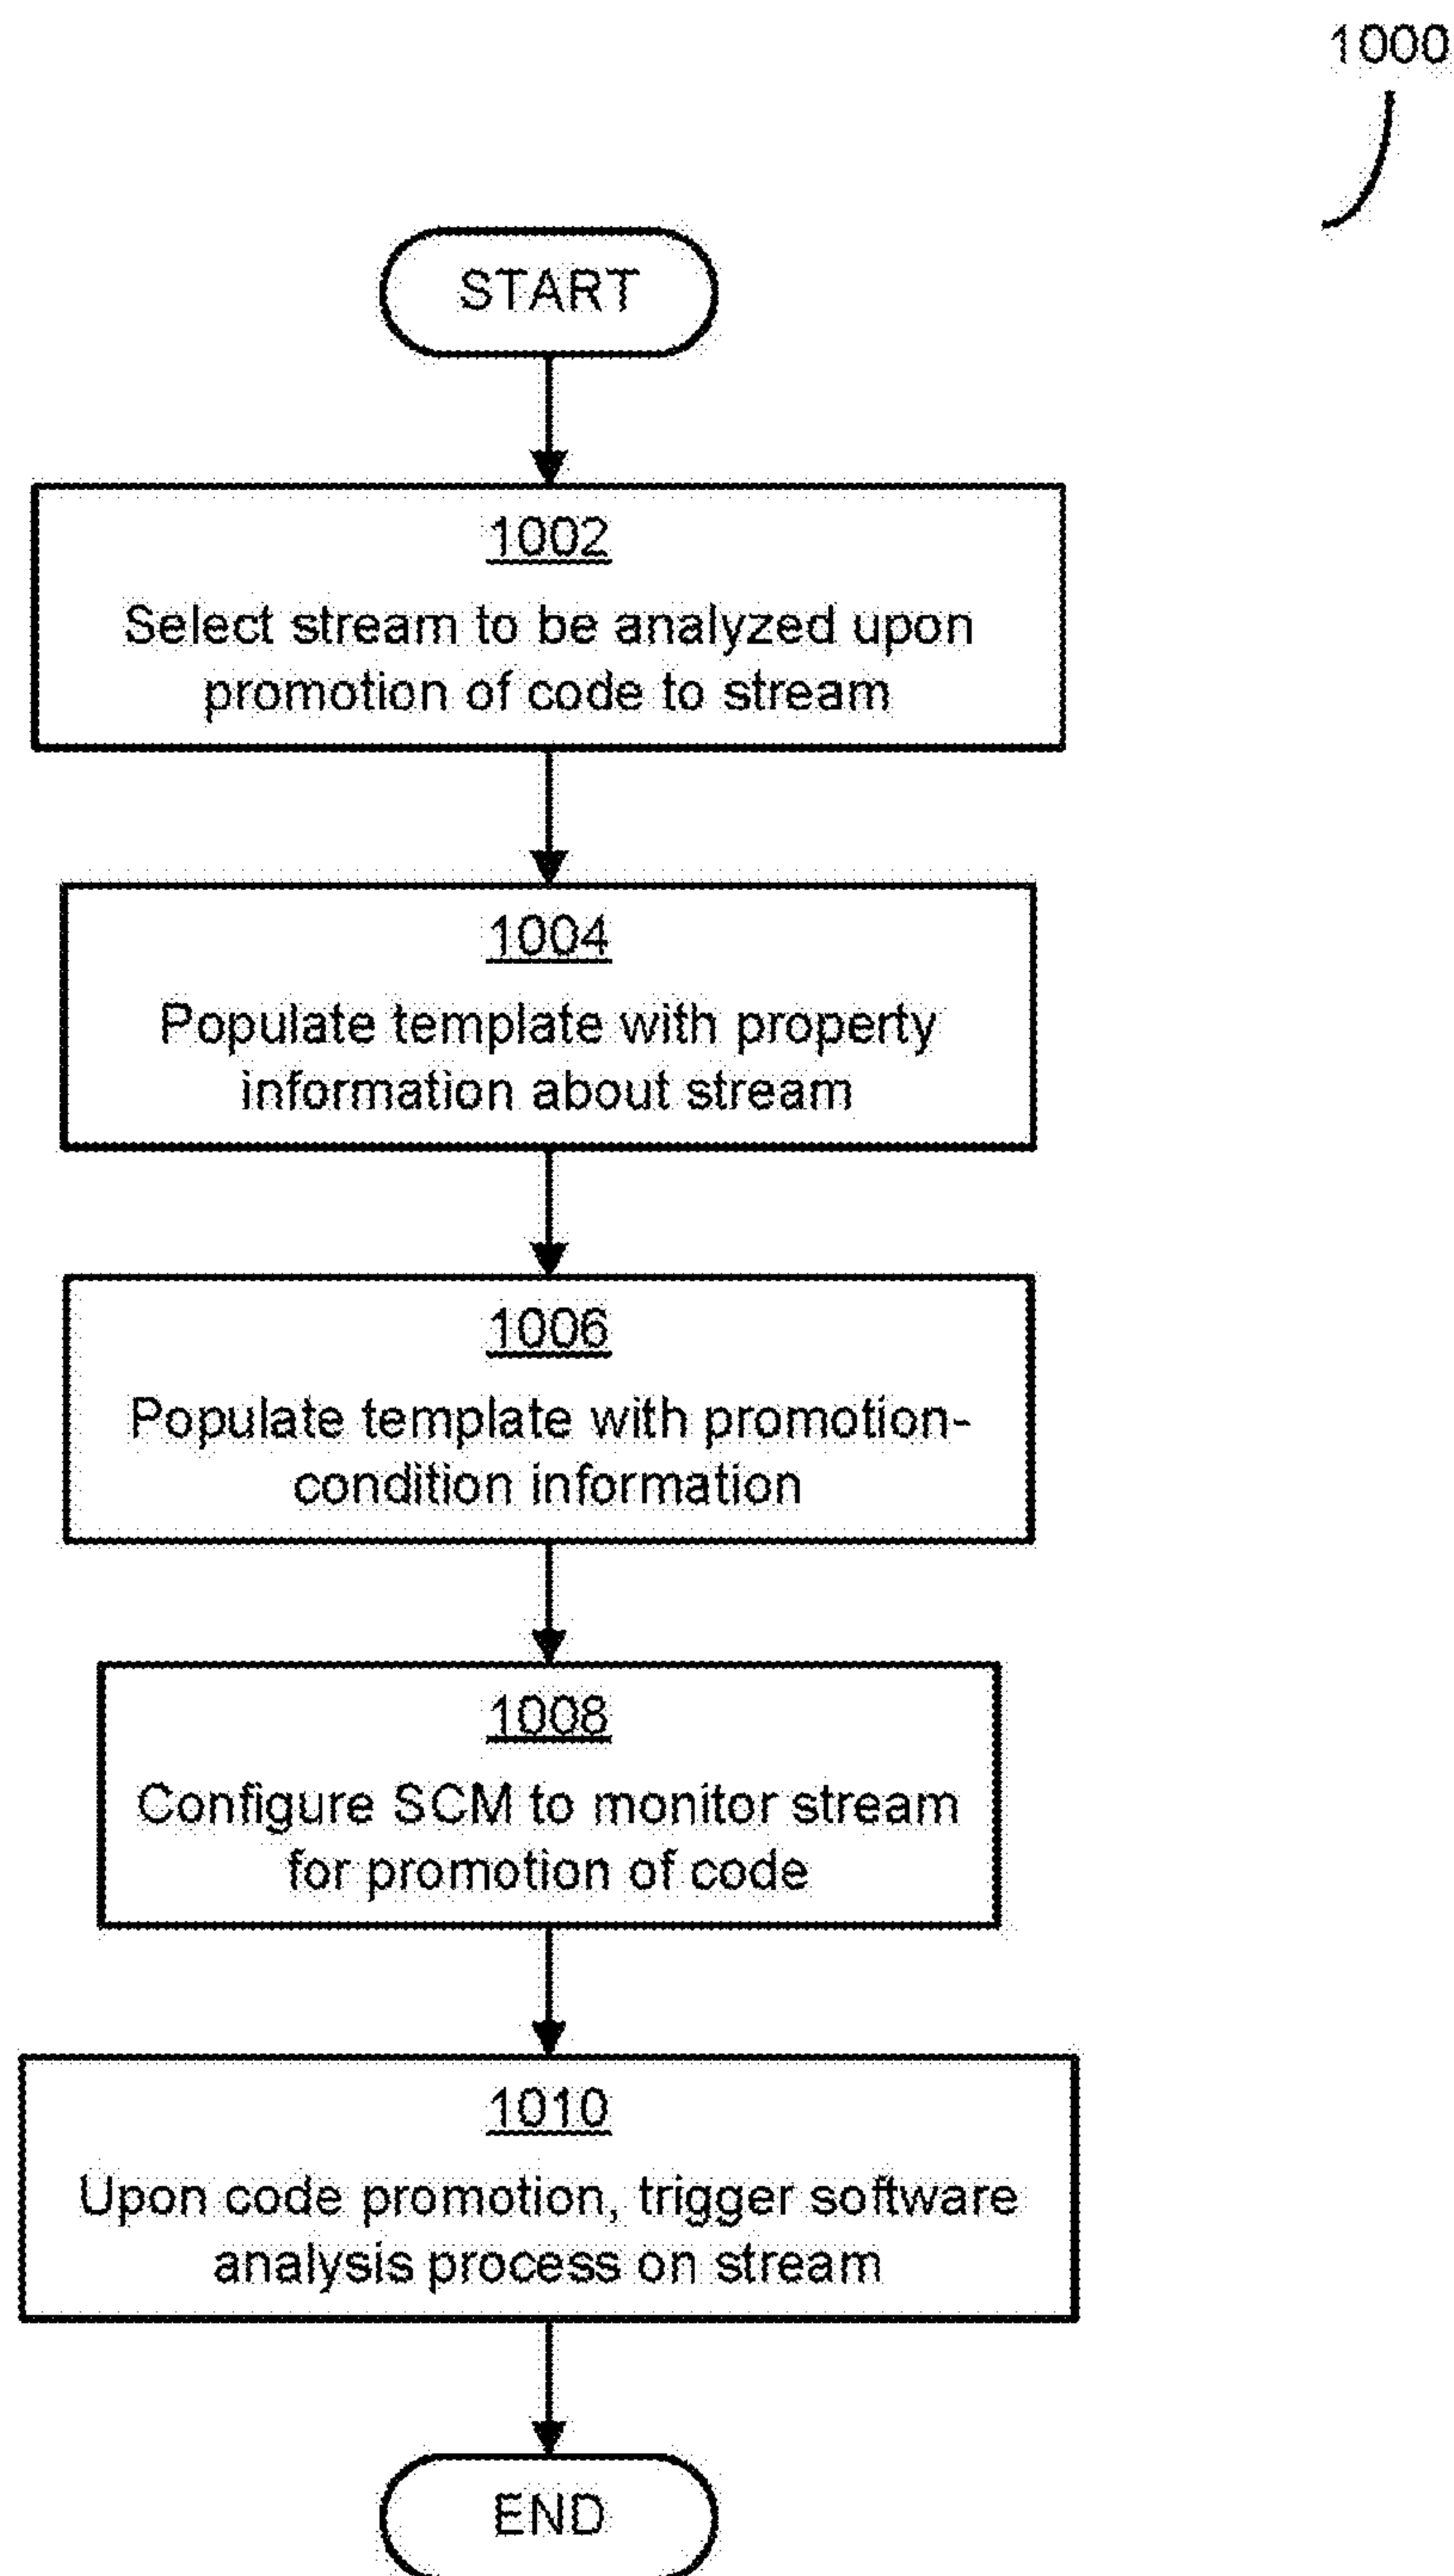 1000
START
1002
Select stream to be analyzed upon
promotion of code to stream
1004
Populate template with property
information about stream
1006
Populate template with promotion-
condition information
1008
Configure SCM to monitor stream
for promotion of code
1010
Upon code promotion, trigger software
analysis process on stream
END